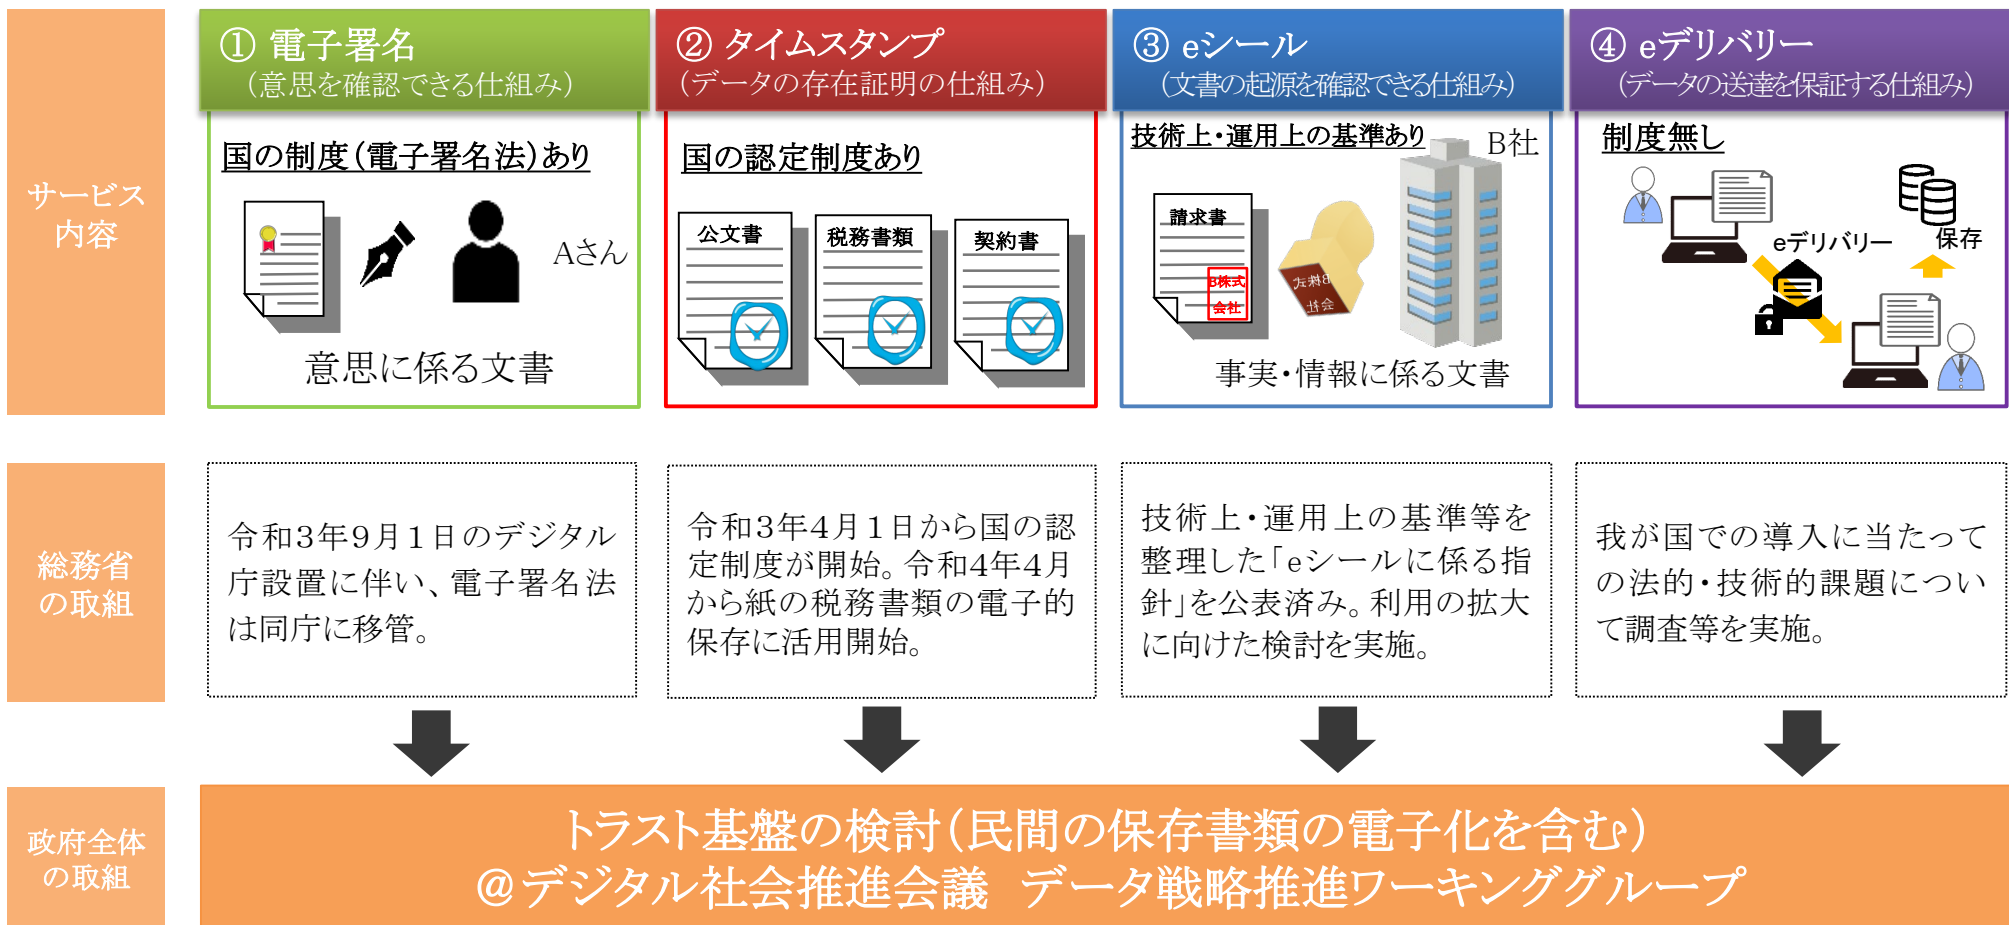 サービス
内容
① 電子署名
（意思を確認できる仕組み）
国の制度（電子署名法）あり
Aさん
意思に係る文書
② タイムスタンプ
（データの存在証明の仕組み）
国の認定制度あり
公文書
税務書類
契約書
③ eシール
（文書の起源を確認できる仕組み）
技術上・運用上の基準あり
B社
請求書
B株式
会社
B株式
会社
事実・情報に係る文書
④ eデリバリー
（データの送達を保証する仕組み）
制度無し
eデリバリー
保存
総務省
の取組
令和３年９月１日のデジタル
庁設置に伴い、電子署名法
は同庁に移管。
令和３年４月１日から国の認
定制度が開始。令和４年４月
から紙の税務書類の電子的
保存に活用開始。
技術上・運用上の基準等を
整理した「eシールに係る指
針」を公表済み。利用の拡大
に向けた検討を実施。
我が国での導入に当たって
の法的・技術的課題につい
て調査等を実施。
政府全体
の取組
トラスト基盤の検討（民間の保存書類の電子化を含む）
＠デジタル社会推進会議　データ戦略推進ワーキンググループ